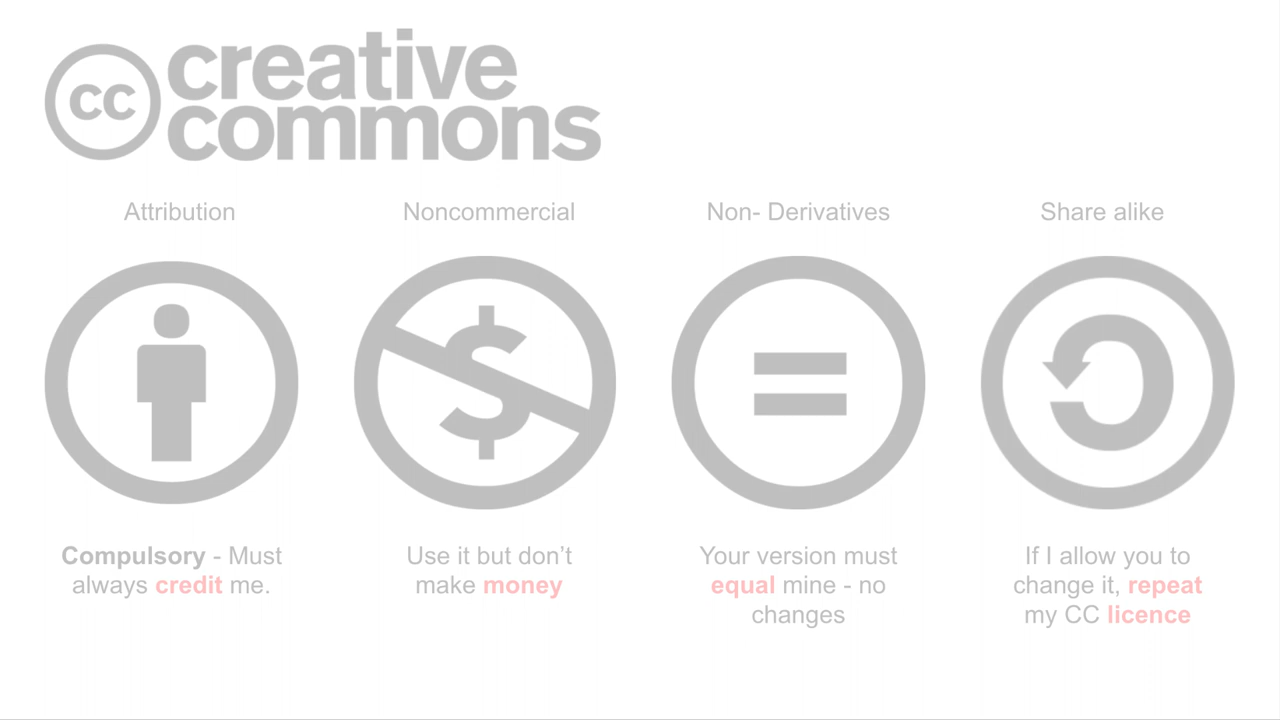 cc creative
commons
Attribution
Noncommercial
Non- Derivatives
Share alike
$
Compulsory - Must
always credit me.
Use it but don’t
make money
Your version must
equal mine - no
changes
If I allow you to
change it, repeat
my CC licence